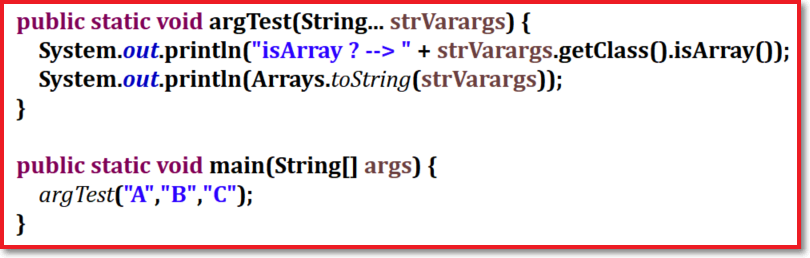 public static void argTest(String... strVarargs) {
System.out.println("isArray ? --> " + strVarargs.getClass().isArray());
System.out.println(Arrays.toString(strVarargs));
}
public static void main(String[] args) {
argTest("A","B","C");
}